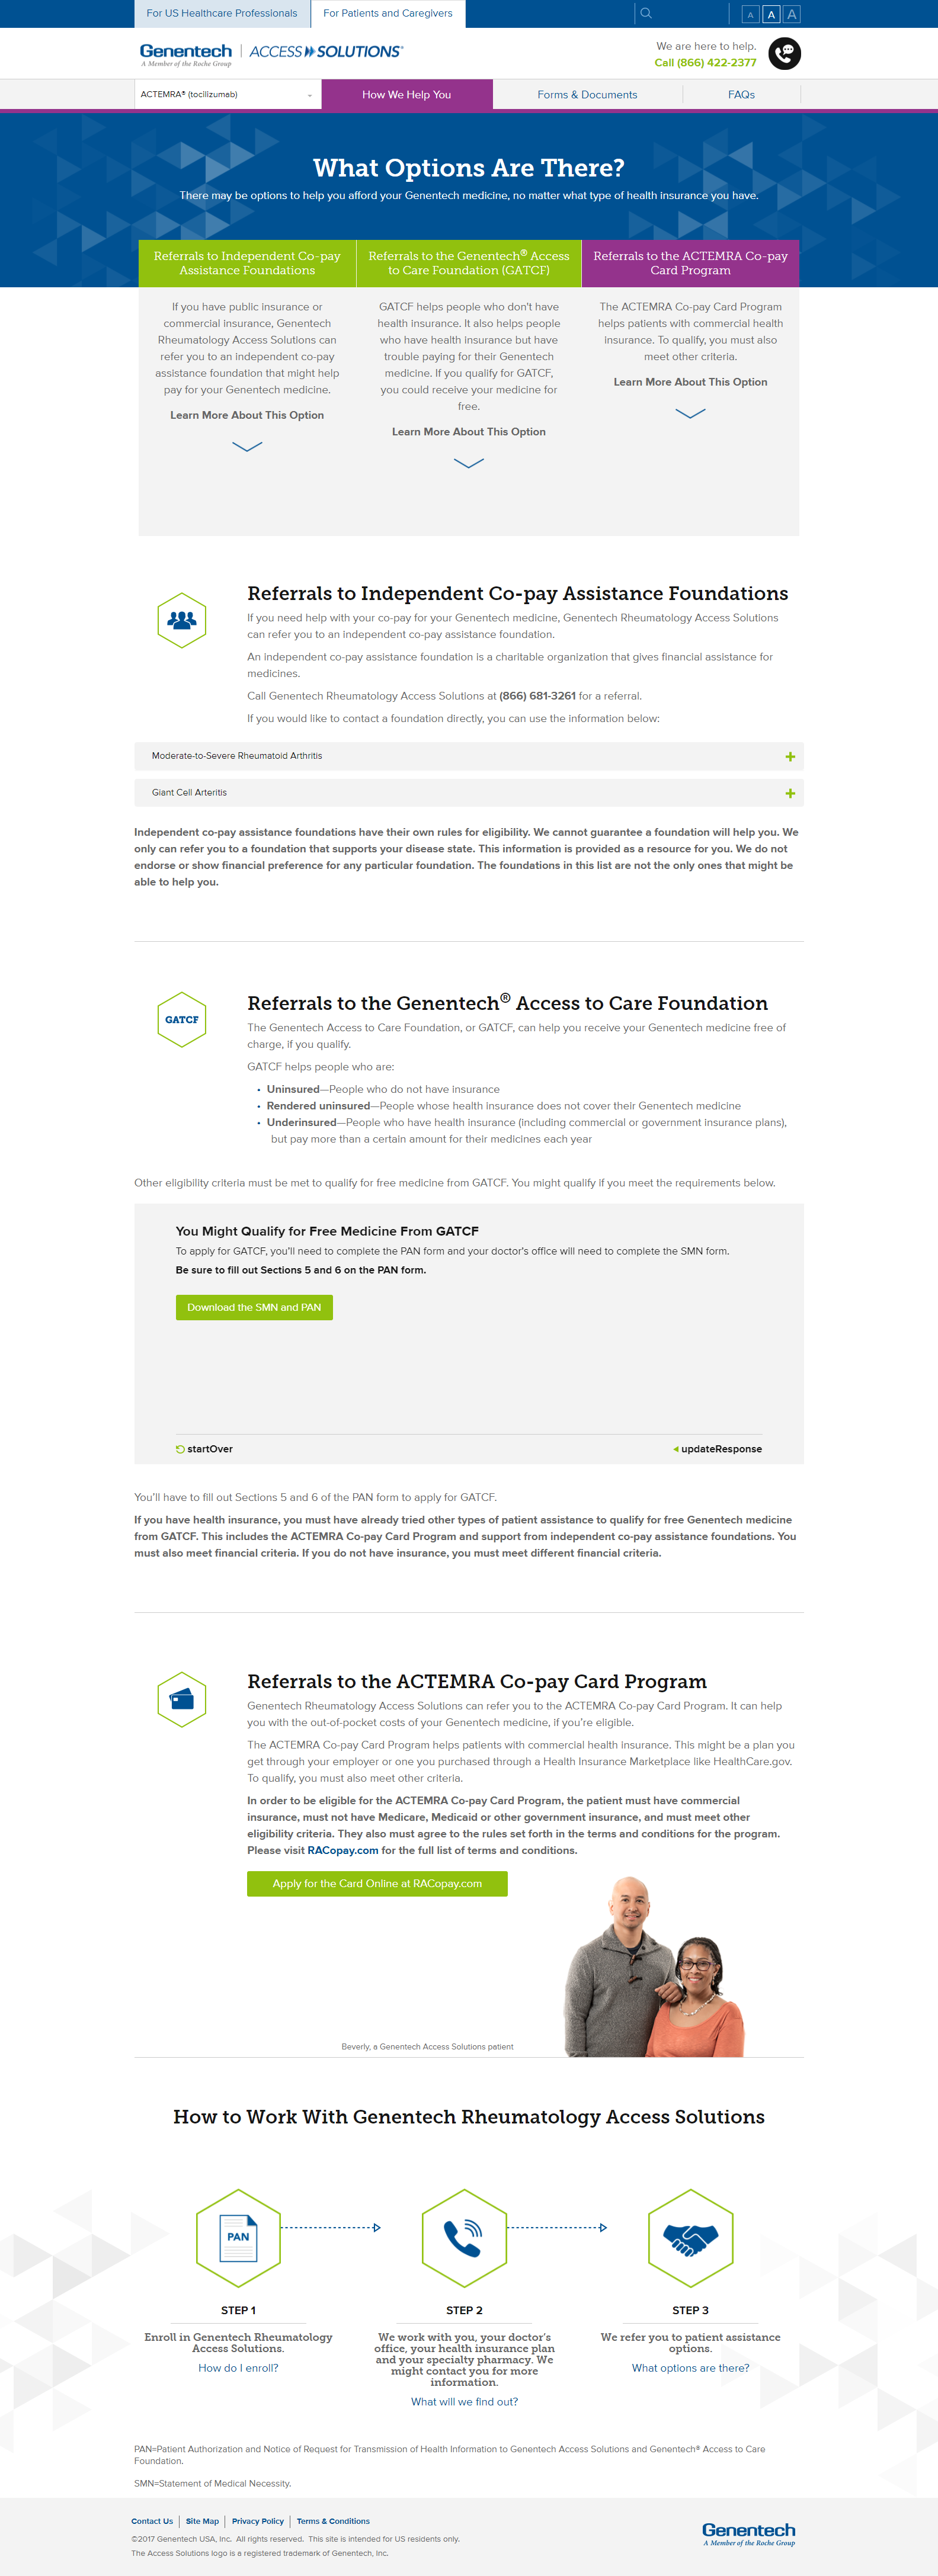 For US Healthcare Professionals
For Patients and Caregivers
A A A
Genentech
A Member of the Roche Group
ACCESS SOLUTIONS®
We are here to help.
Call (866) 422-2377
ACTEMRA® (tocilizumab)
How We Help You
Forms & Documents
FAQs
What Options Are There?
There may be options to help you afford your Genentech medicine, no matter what type of health insurance you have.
Referrals to Independent Co-pay
Assistance Foundations
If you have public insurance or
commercial insurance, Genentech
Rheumatology Access Solutions can
refer you to an independent co-pay
assistance foundation that might help
pay for your Genentech medicine.
Learn More About This Option
Referrals to the Genentech® Access
to Care Foundation (GATCF)
GATCF helps people who don't have
health insurance. It also helps people
who have health insurance but have
trouble paying for their Genentech
medicine. If you qualify for GATCF,
you could receive your medicine for
free.
Learn More About This Option
Referrals to the ACTEMRA Co-pay
Card Program
The ACTEMRA Co-pay Card Program
helps patients with commercial health
insurance. To qualify, you must also
meet other criteria.
Learn More About This Option
Referrals to Independent Co-pay Assistance Foundations
If you need help with your co-pay for your Genentech medicine, Genentech Rheumatology Access Solutions
can refer you to an independent co-pay assistance foundation.
An independent co-pay assistance foundation is a charitable organization that gives financial assistance for
medicines.
Call Genentech Rheumatology Access Solutions at (866) 681-3261 for a referral.
If you would like to contact a foundation directly, you can use the information below:
Moderate-to-Severe Rheumatoid Arthritis
Giant Cell Arteritis
Independent co-pay assistance foundations have their own rules for eligibility. We cannot guarantee a foundation will help you. We
only can refer you to a foundation that supports your disease state. This information is provided as a resource for you. We do not
endorse or show financial preference for any particular foundation. The foundations in this list are not the only ones that might be
able to help you.
GATCF
Referrals to the Genentech® Access to Care Foundation
The Genentech Access to Care Foundation, or GATCF, can help you receive your Genentech medicine free of
charge, if you qualify.
GATCF helps people who are:
• Uninsured—People who do not have insurance
• Rendered uninsured—People whose health insurance does not cover their Genentech medicine
• Underinsured—People who have health insurance (including commercial or government insurance plans),
but pay more than a certain amount for their medicines each year
Other eligibility criteria must be met to qualify for free medicine from GATCF. You might qualify if you meet the requirements below.
You Might Qualify for Free Medicine From GATCF
To apply for GATCF, you'll need to complete the PAN form and your doctor's office will need to complete the SMN form.
Be sure to fill out Sections 5 and 6 on the PAN form.
Download the SMN and PAN
startOver
updateResponse
You'll have to fill out Sections 5 and 6 of the PAN form to apply for GATCF.
If you have health insurance, you must have already tried other types of patient assistance to qualify for free Genentech medicine
from GATCF. This includes the ACTEMRA Co-pay Card Program and support from independent co-pay assistance foundations. You
must also meet financial criteria. If you do not have insurance, you must meet different financial criteria.
Referrals to the ACTEMRA Co-pay Card Program
Genentech Rheumatology Access Solutions can refer you to the ACTEMRA Co-pay Card Program. It can help
you with the out-of-pocket costs of your Genentech medicine, if you're eligible.
The ACTEMRA Co-pay Card Program helps patients with commercial health insurance. This might be a plan you
get through your employer or one you purchased through a Health Insurance Marketplace like HealthCare.gov.
To qualify, you must also meet other criteria.
In order to be eligible for the ACTEMRA Co-pay Card Program, the patient must have commercial
insurance, must not have Medicare, Medicaid or other government insurance, and must meet other
eligibility criteria. They also must agree to the rules set forth in the terms and conditions for the program.
Please visit RACopay.com for the full list of terms and conditions.
Apply for the Card Online at RACopay.com
Beverly, a Genentech Access Solutions patient
How to Work With Genentech Rheumatology Access Solutions
PAN
STEP 1
Enroll in Genentech Rheumatology
Access Solutions.
How do I enroll?
STEP 2
We work with you, your doctor's
office, your health insurance plan
and your specialty pharmacy. We
might contact you for more
information.
What will we find out?
STEP 3
We refer you to patient assistance
options.
What options are there?
PAN=Patient Authorization and Notice of Request for Transmission of Health Information to Genentech Access Solutions and Genentech® Access to Care
Foundation.
SMN=Statement of Medical Necessity.
Contact Us
Site Map
Privacy Policy
Terms & Conditions
©2017 Genentech USA, Inc. All rights reserved. This site is intended for US residents only.
The Access Solutions logo is a registered trademark of Genentech, Inc.
Genentech
A Member of the Roche Group